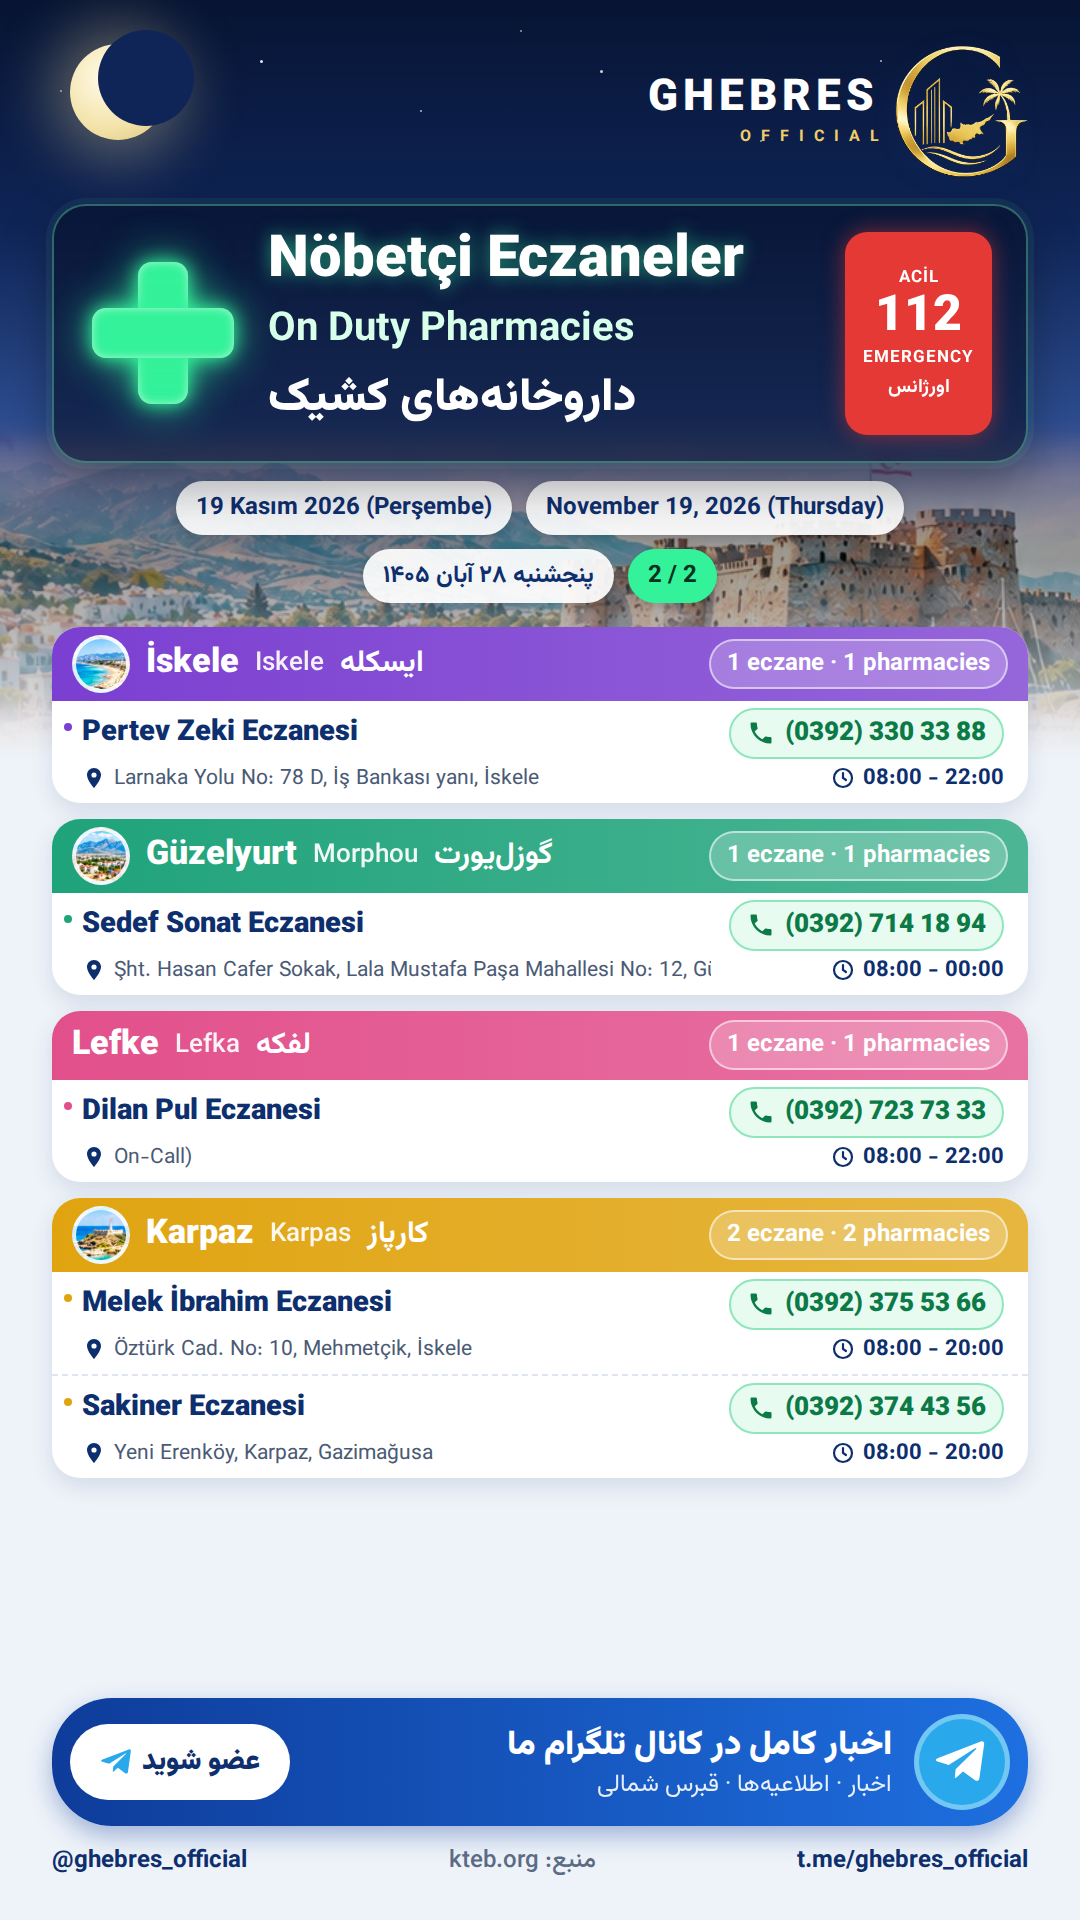 GHEBRES
OFFICIAL
Nöbetçi Eczaneler
On Duty Pharmacies
داروخانه‌های کشیک
ACİL
112
EMERGENCY
اورژانس
19 Kasım 2026 (Perşembe)
November 19, 2026 (Thursday)
پنجشنبه ۲۸ آبان ۱۴۰۵
2 / 2
İskele Iskele ایسکله
1 eczane · 1 pharmacies
Pertev Zeki Eczanesi
(0392) 330 33 88
Larnaka Yolu No: 78 D, İş Bankası yanı, İskele
08:00 - 22:00
Güzelyurt Morphou گوزل‌یورت
1 eczane · 1 pharmacies
Sedef Sonat Eczanesi
(0392) 714 18 94
Şht. Hasan Cafer Sokak, Lala Mustafa Paşa Mahallesi No: 12,
08:00 - 00:00
Lefke Lefka لفکه
1 eczane · 1 pharmacies
Dilan Pul Eczanesi
(0392) 723 73 33
On-Call)
08:00 - 22:00
Karpaz Karpas کارپاز
2 eczane · 2 pharmacies
Melek İbrahim Eczanesi
(0392) 375 53 66
Öztürk Cad. No: 10, Mehmetçik, İskele
08:00 - 20:00
Sakiner Eczanesi
(0392) 374 43 56
Yeni Erenköy, Karpaz, Gazimağusa
08:00 - 20:00
اخبار کامل در کانال تلگرام ما
اخبار · اطلاعیه‌ها · قبرس شمالی
عضو شوید
@ghebres_official
منبع: kteb.org
t.me/ghebres_official